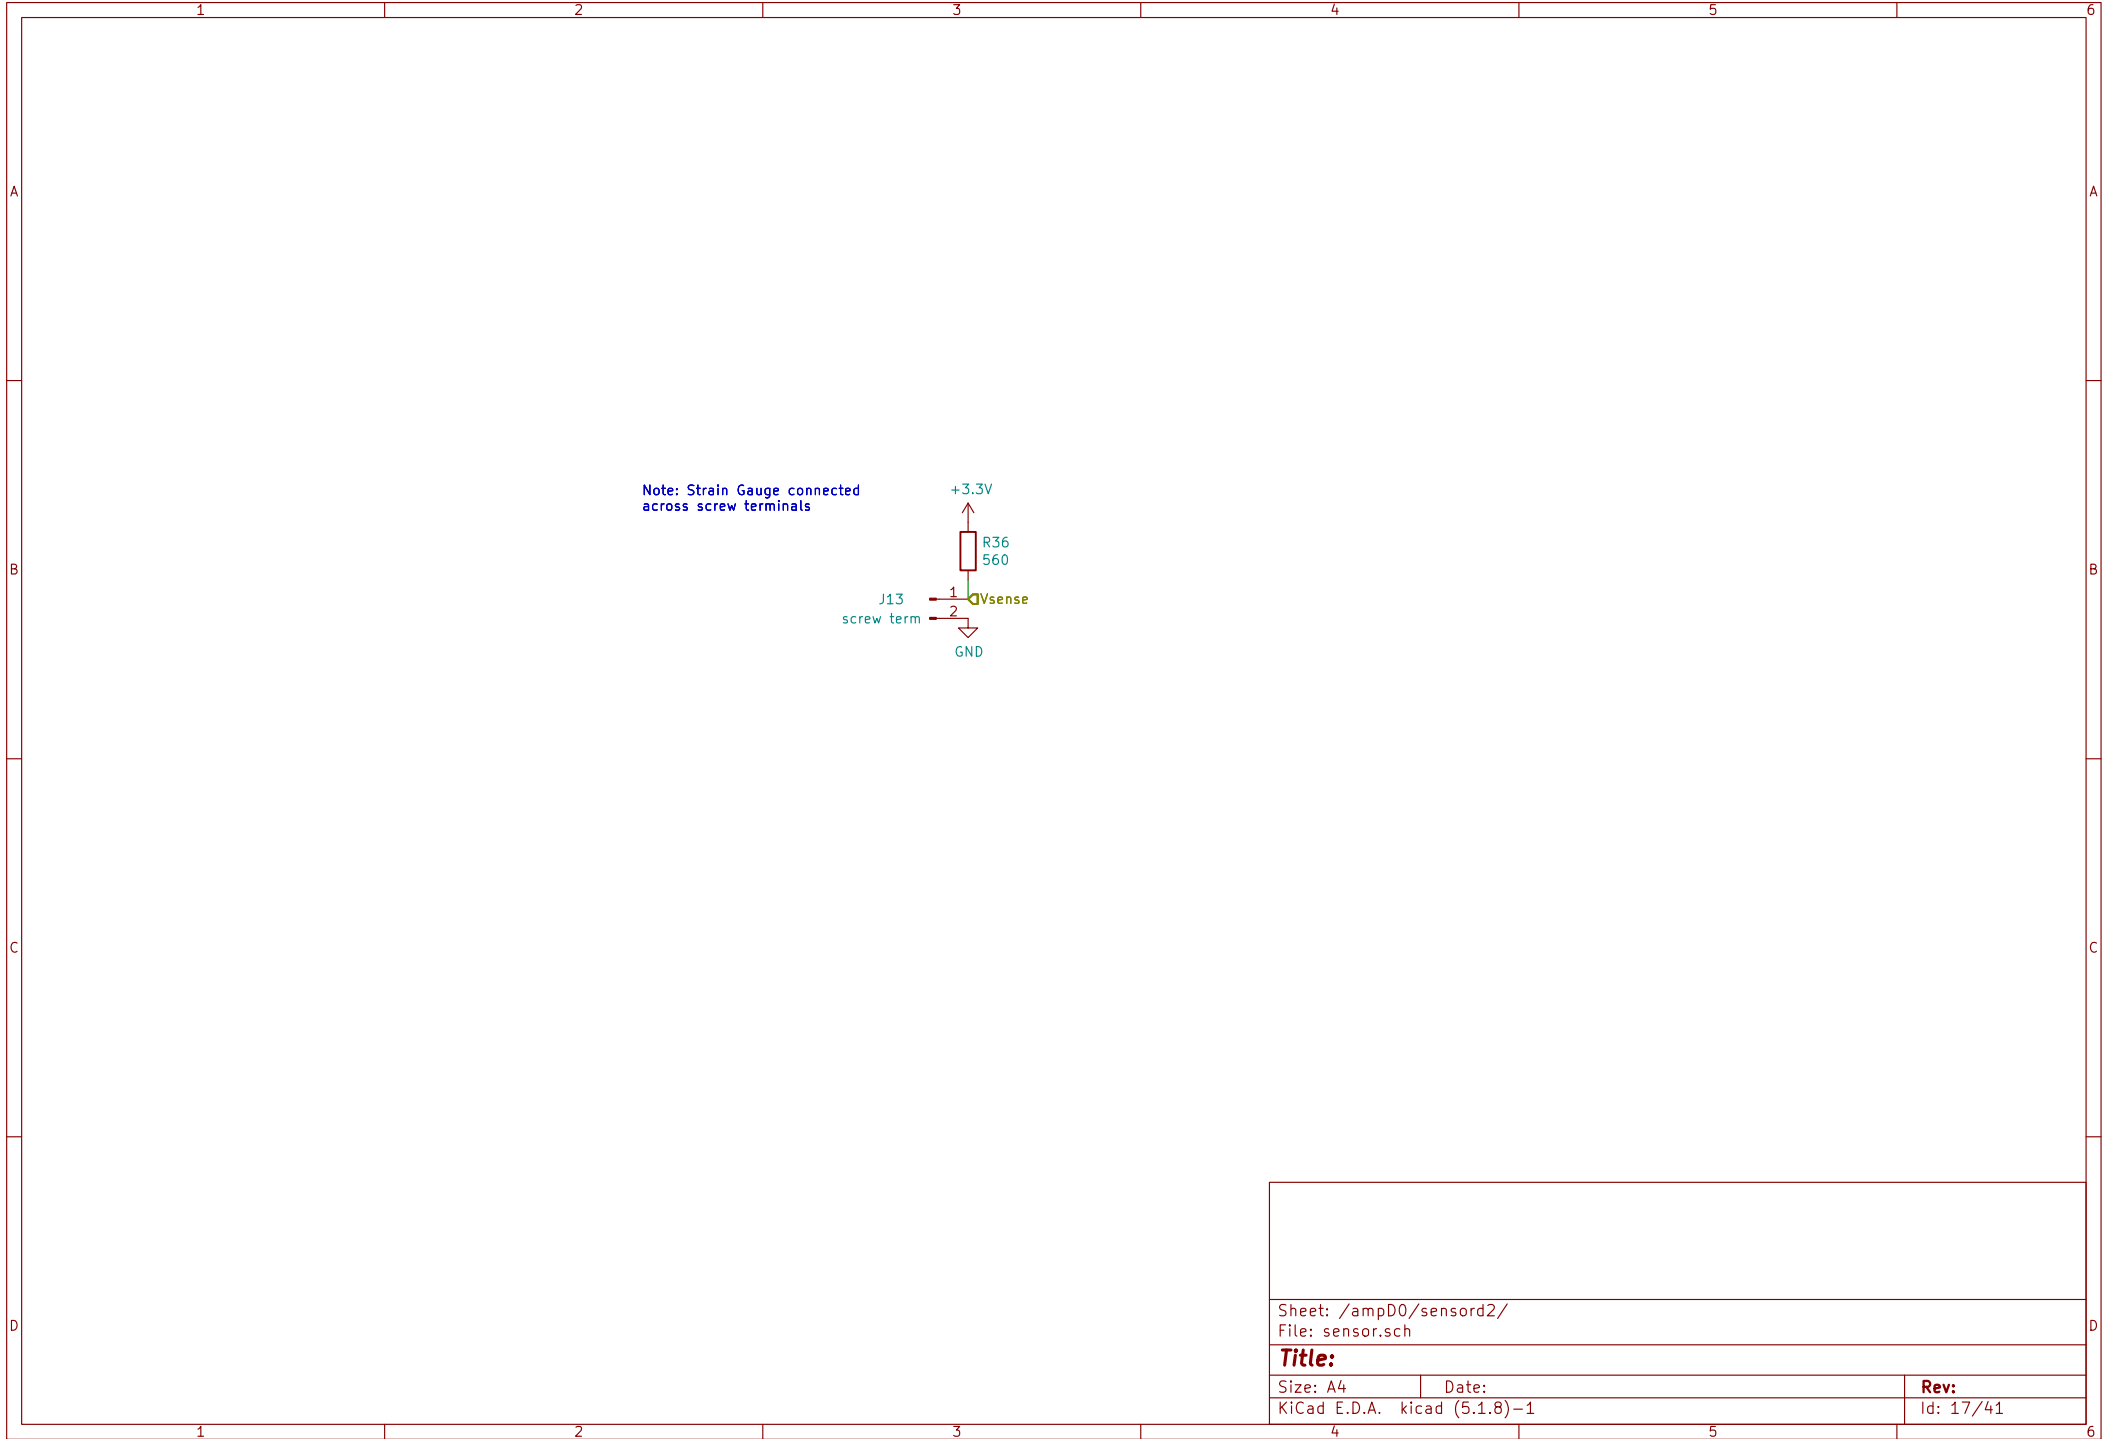 1 2 3 4 5 6
A A
Note: Strain Gauge connected
across screw terminals
+3.3V
R36
560
B B
1
J13
Vsense
2
screw term
GND
C C
Sheet: /ampD0/sensord2/
File: sensor.sch
D D
Title:
Size: A4 Date: Rev:
KiCad E.D.A. kicad (5.1.8)-1 Id: 17/41
1 2 3 4 5 6